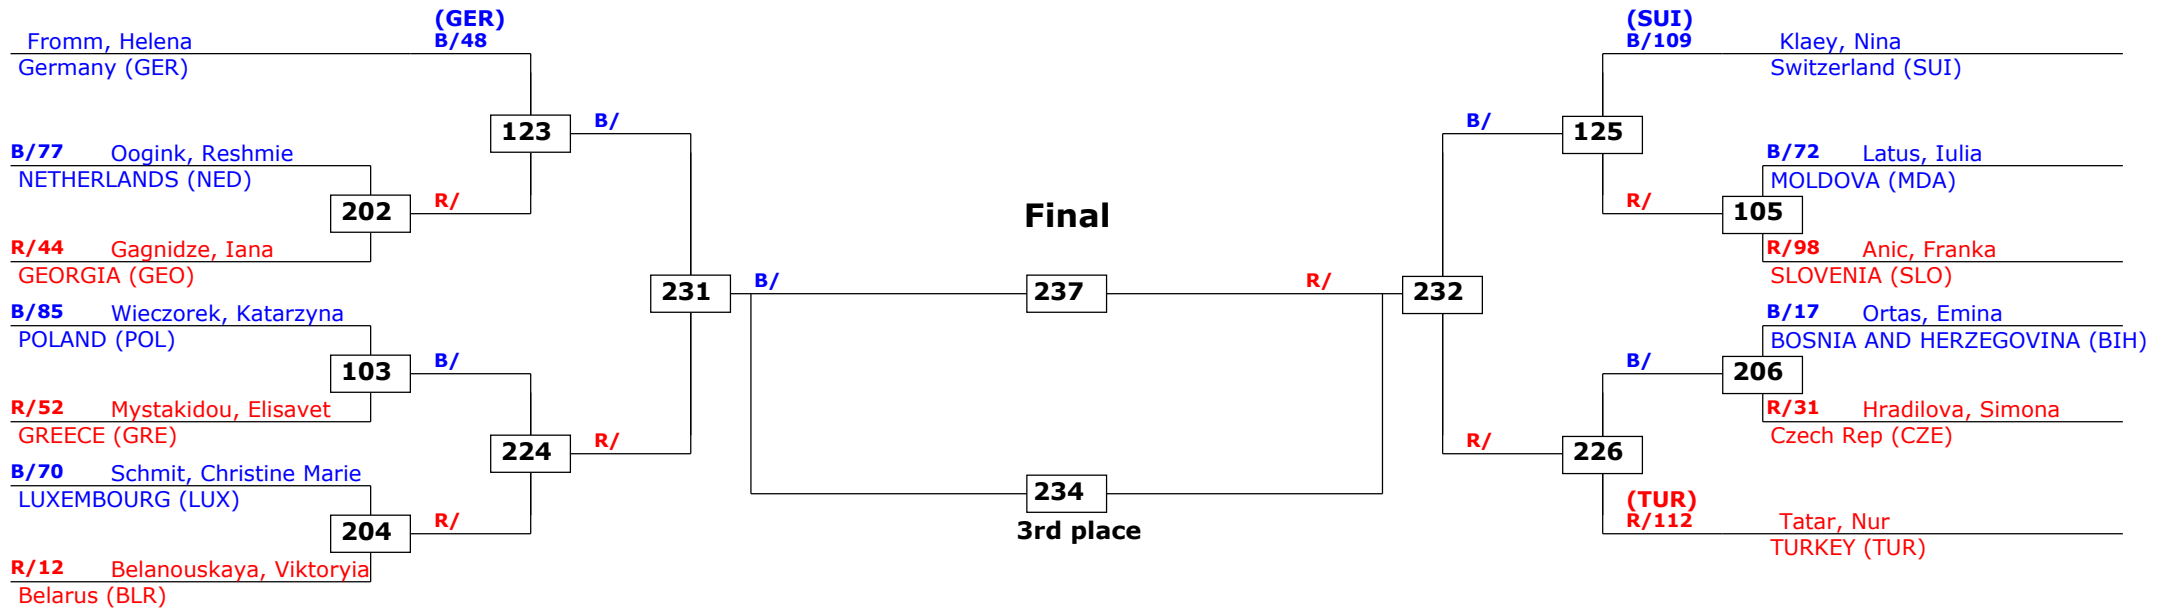 (GER)
Fromm, Helena B/48
Germany (GER)
123 B/
B/77 Oogink, Reshmie
NETHERLANDS (NED)
202 R/
R/44 Gagnidze, Iana
GEORGIA (GEO)
231 B/
B/85 Wieczorek, Katarzyna
POLAND (POL)
103 B/
R/52 Mystakidou, Elisavet
GREECE (GRE)
224 R/
B/70 Schmit, Christine Marie
LUXEMBOURG (LUX)
204 R/
R/12 Belanouskaya, Viktoryia
Belarus (BLR)
Final
237
234
3rd place
(SUI)
B/109 Klaey, Nina
Switzerland (SUI)
B/ 125
B/72 Latus, Iulia
MOLDOVA (MDA)
R/ 105
R/98 Anic, Franka
SLOVENIA (SLO)
R/ 232
B/17 Ortas, Emina
BOSNIA AND HERZEGOVINA (BIH)
B/ 206
R/31 Hradilova, Simona
Czech Rep (CZE)
R/ 226
(TUR)
R/112 Tatar, Nur
TURKEY (TUR)